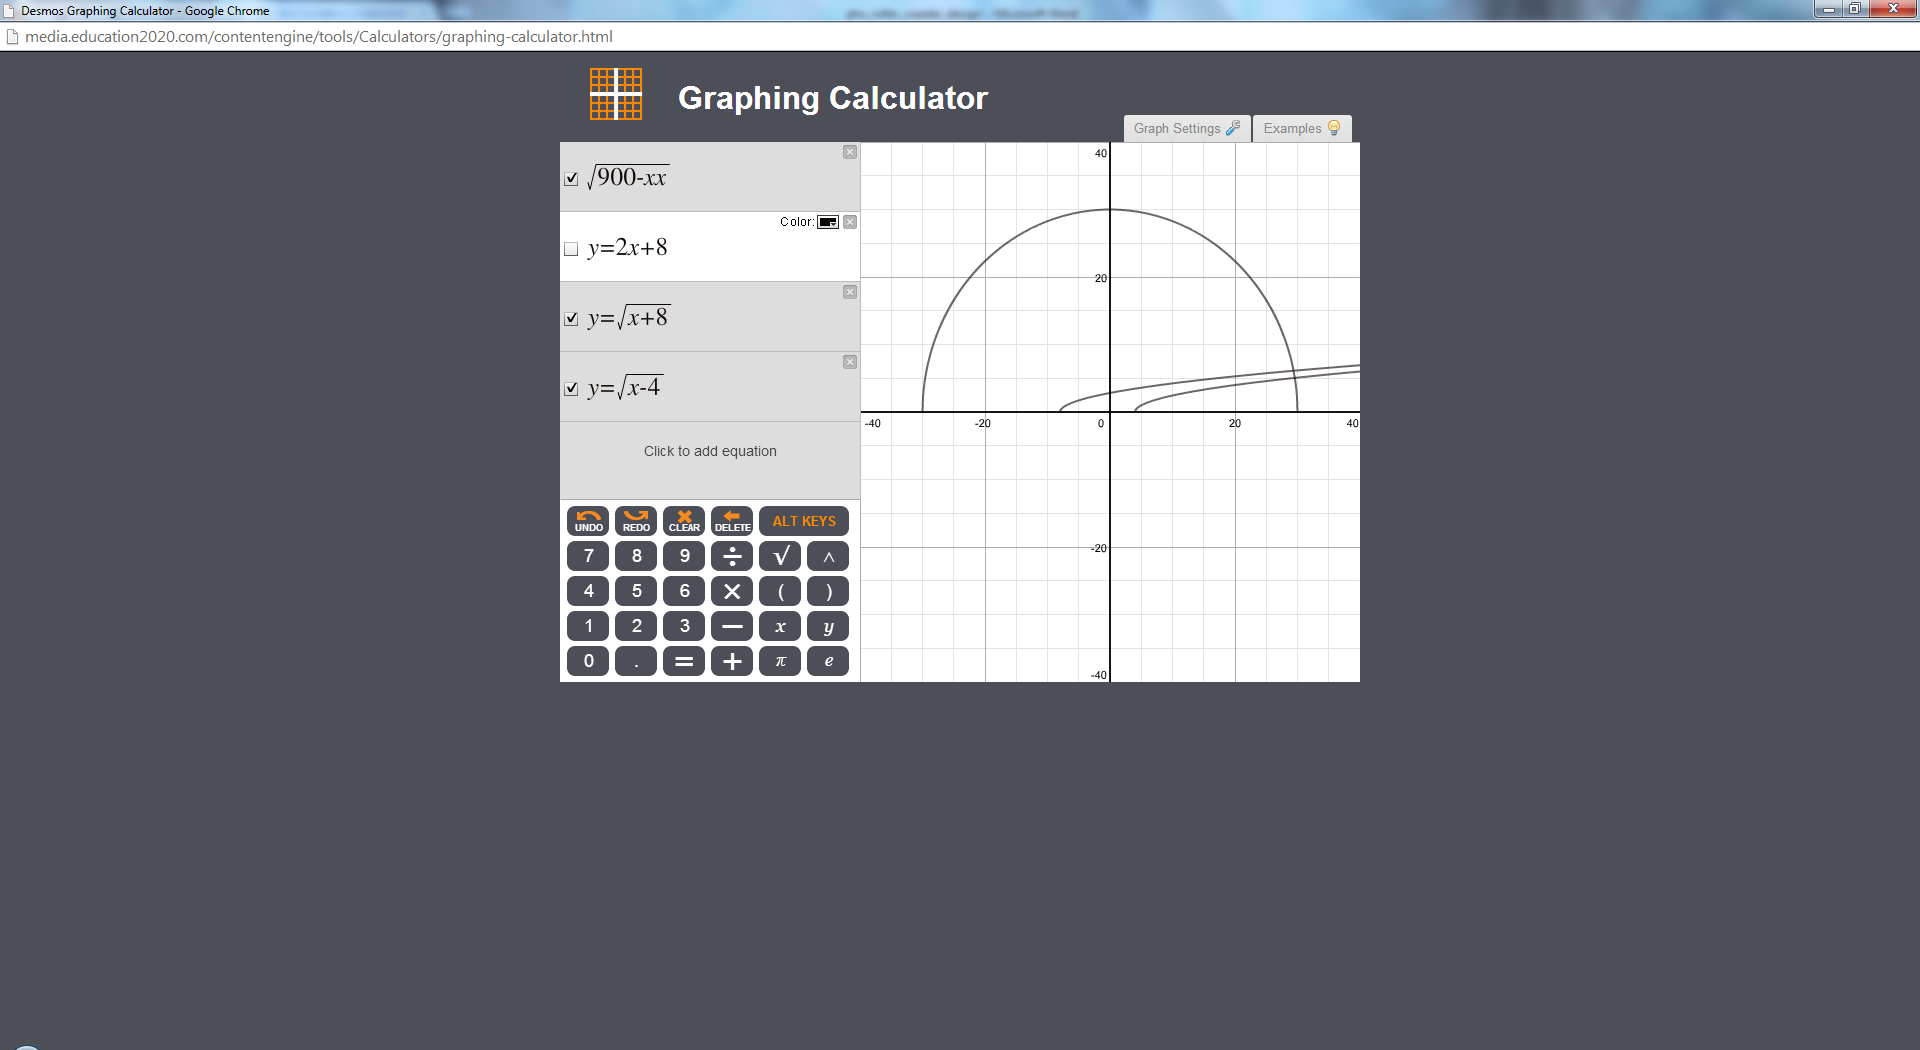 Desmos Graphing Calculator - Google Chrome
media.education2020.com/contentengine/tools/Calculators/graphing-calculator.html
Graphing Calculator
Graph Settings
Examples
√900-xx
Color:
y=2x+8
y=√x+8
y=√x-4
Click to add equation
UNDO REDO CLEAR DELETE ALT KEYS
7 8 9 ÷ √ ^
4 5 6 × ( )
1 2 3 − x y
0 . = + π e
40
20
-40 -20 0 20 40
-20
-40